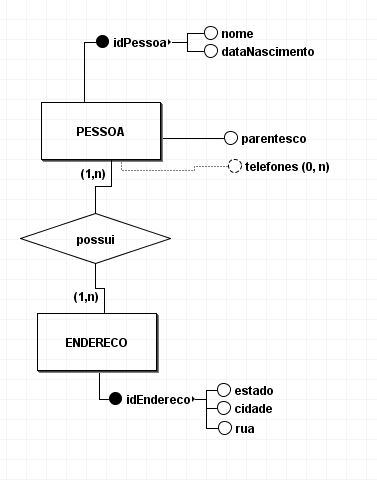 nome
idPessoa
dataNascimento
PESSOA
parentesco
telefones (0, n)
(1,n)
possui
(1,n)
ENDERECO
estado
idEndereco
cidade
rua